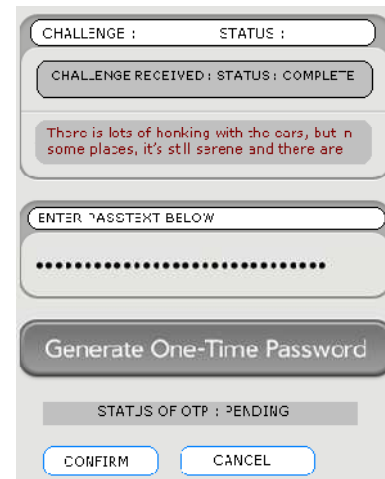 CHALLENGE : STATUS :
CHALLENGE RECEIVED : STATUS : COMPLETE
There is lots of honking with the cars, but in
some places, it's still serene and there are
ENTER PASSTEXT BELOW
••••••••••••••••••••••••••••••
Generate One-Time Password
STATUS OF OTP : PENDING
CONFIRM CANCEL